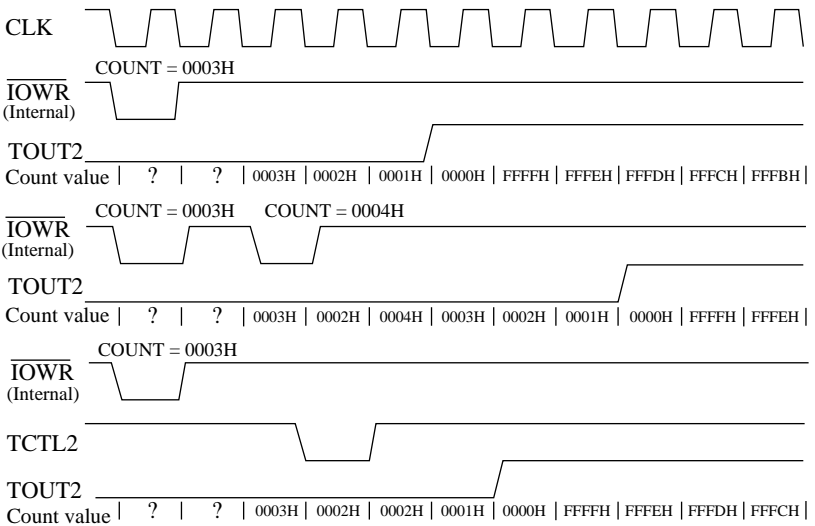 CLK
COUNT = 0003H
IOWR
(Internal)
TOUT2
Count value | ? | ? | 0003H | 0002H | 0001H | 0000H | FFFFH | FFFEH | FFFDH | FFFCH | FFFBH |
COUNT = 0003H COUNT = 0004H
IOWR
(Internal)
TOUT2
Count value | ? | ? | 0003H | 0002H | 0004H | 0003H | 0002H | 0001H | 0000H | FFFFH | FFFEH |
COUNT = 0003H
IOWR
(Internal)
TCTL2
TOUT2
Count value | ? | ? | 0003H | 0002H | 0002H | 0001H | 0000H | FFFFH | FFFEH | FFFDH | FFFCH |